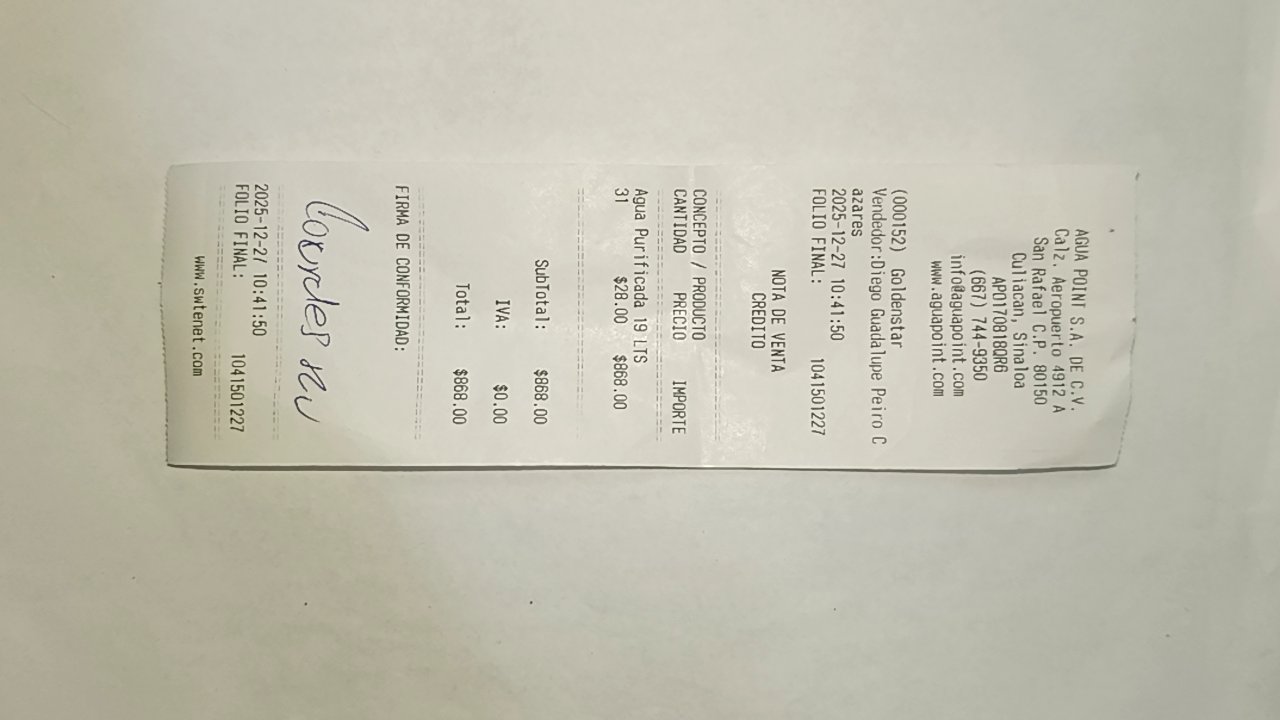 AGUA POINT S.A. DE C.V.
Calz. Aeropuerto 4912 A
San Rafael C.P. 80150
Culiacan, Sinaloa
APO170818QR6
(667) 744-9350
info@aguapoint.com
www.aguapoint.com
(000152) Goldenstar
Vendedor:Diego Guadalupe Peiro C
azares
2025-12-27 10:41:50
FOLIO FINAL: 1041501227
NOTA DE VENTA
CREDITO
CONCEPTO / PRODUCTO
CANTIDAD PRECIO IMPORTE
Agua Purificada 19 LTS
31 $28.00 $868.00
SubTotal: $868.00
IVA: $0.00
Total: $868.00
FIRMA DE CONFORMIDAD:
Lourdes
2025-12-27 10:41:50
FOLIO FINAL: 1041501227
www.swtenet.com